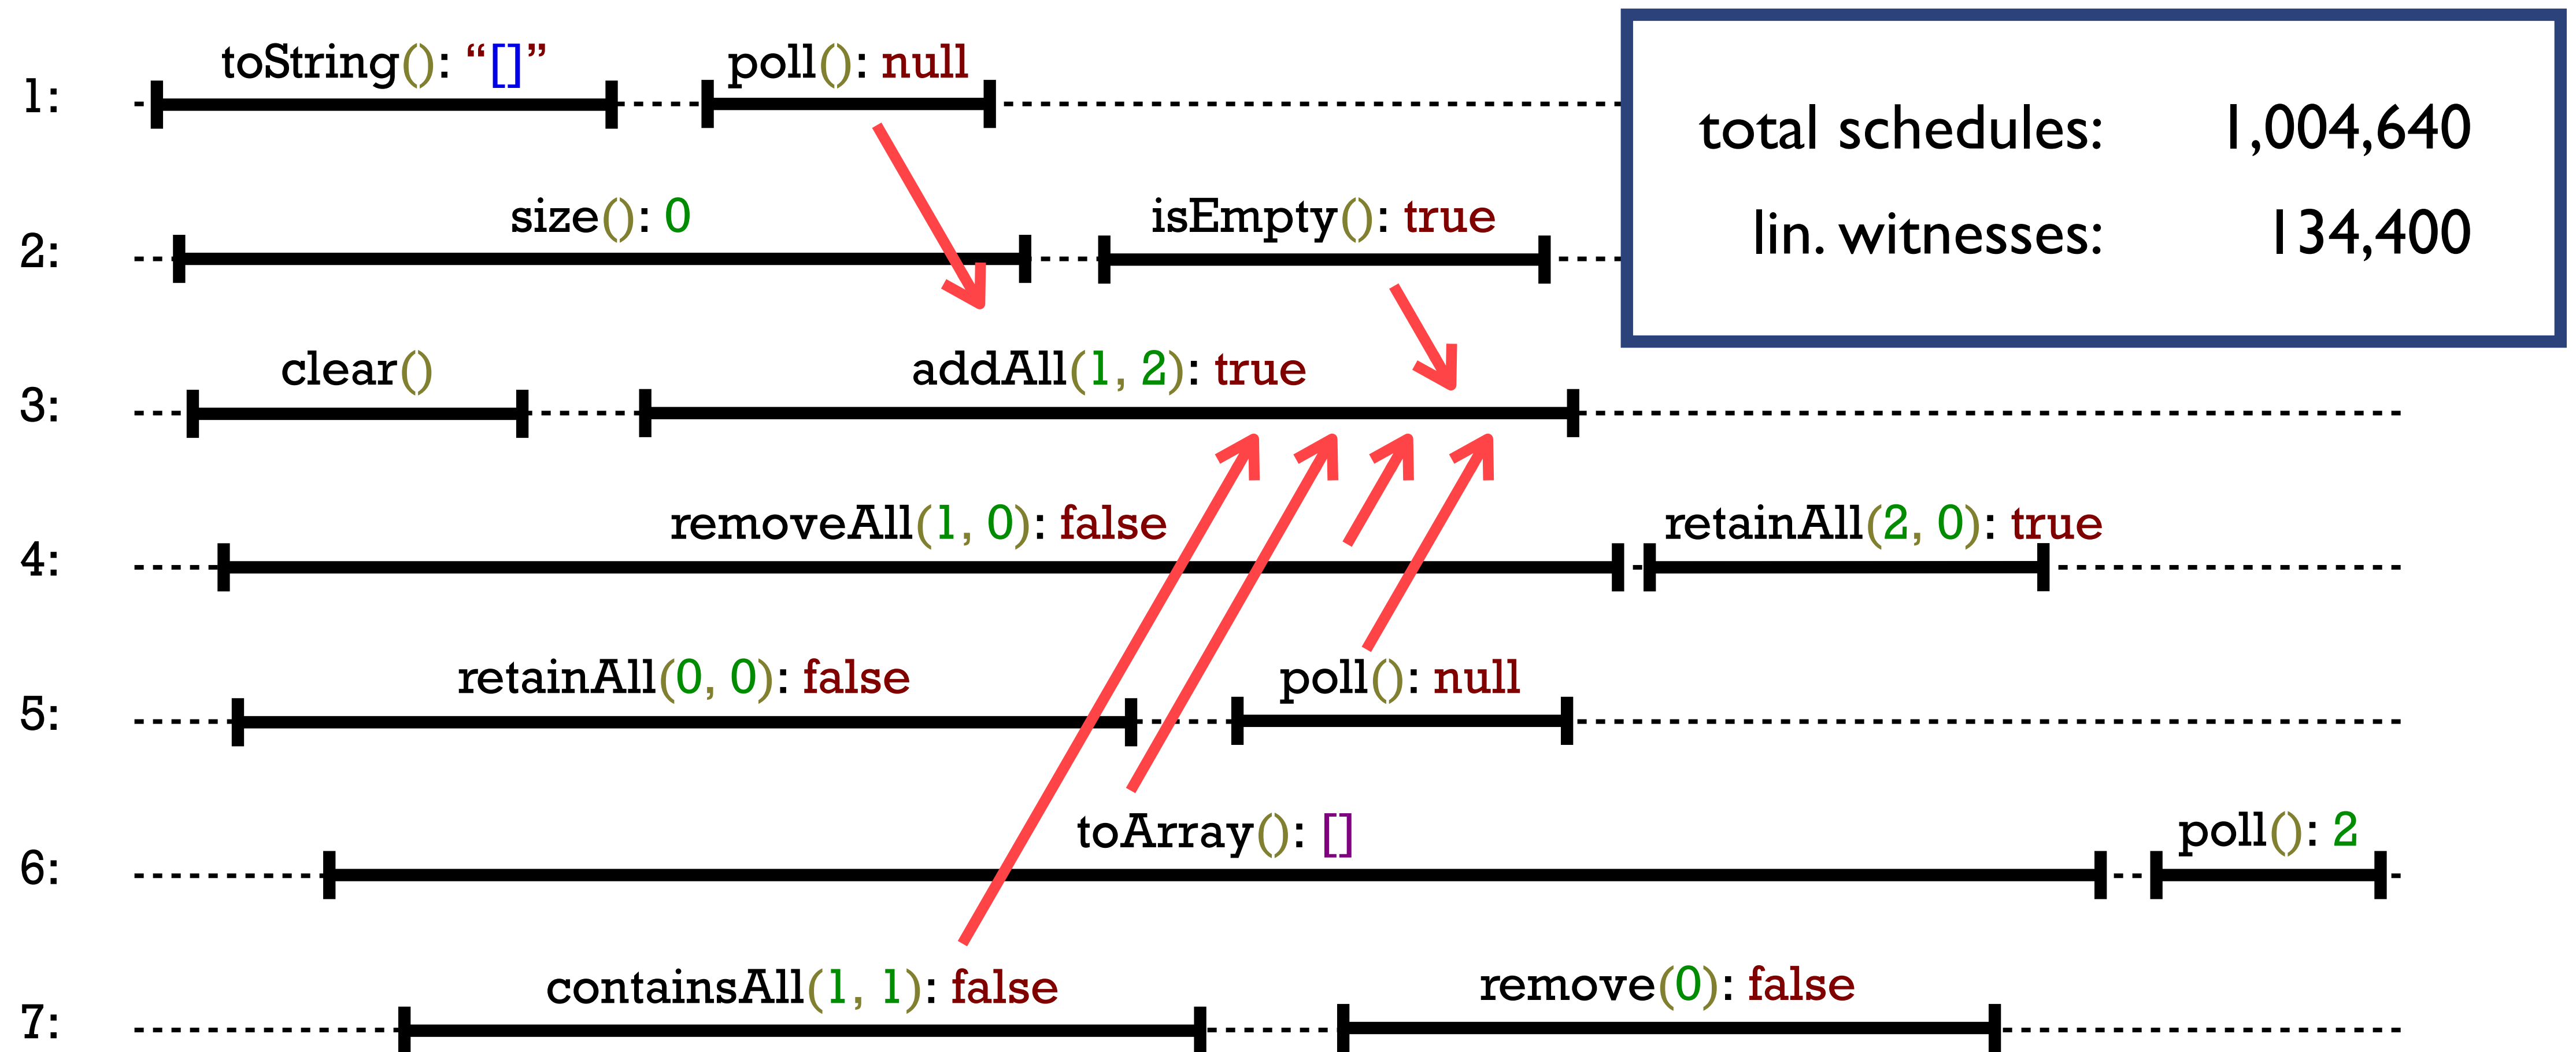 1: toString(): “[]” poll(): null
total schedules: 1,004,640
2: size(): 0 isEmpty(): true
lin. witnesses: 134,400
3: clear() addAll(1, 2): true
4: removeAll(1, 0): false retainAll(2, 0): true
5: retainAll(0, 0): false poll(): null
6: toArray(): [] poll(): 2
7: containsAll(1, 1): false remove(0): false